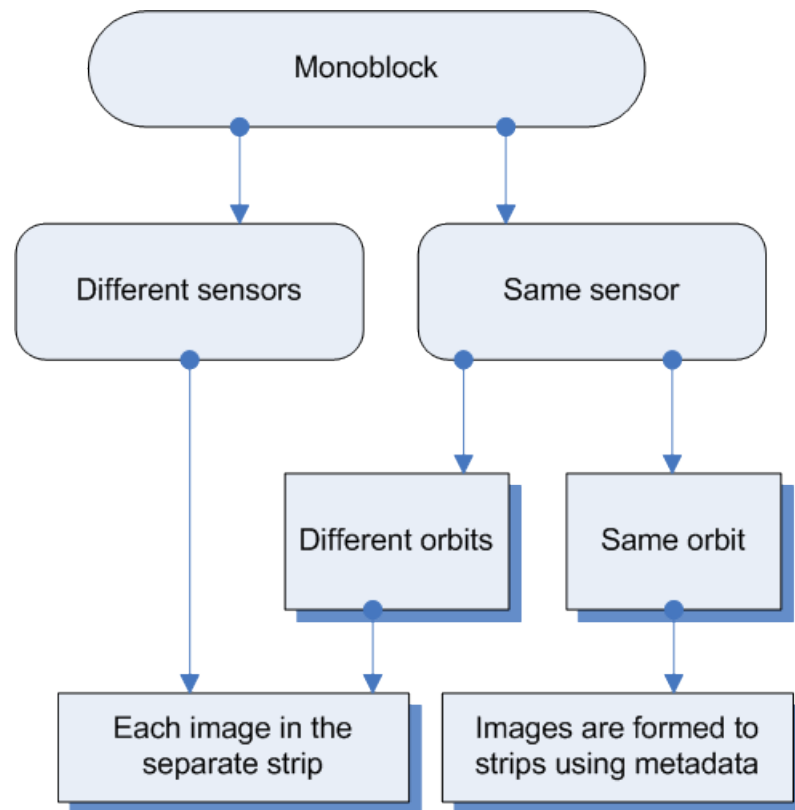 Monoblock
Different sensors
Same sensor
Different orbits
Same orbit
Each image in the
separate strip
Images are formed to
strips using metadata